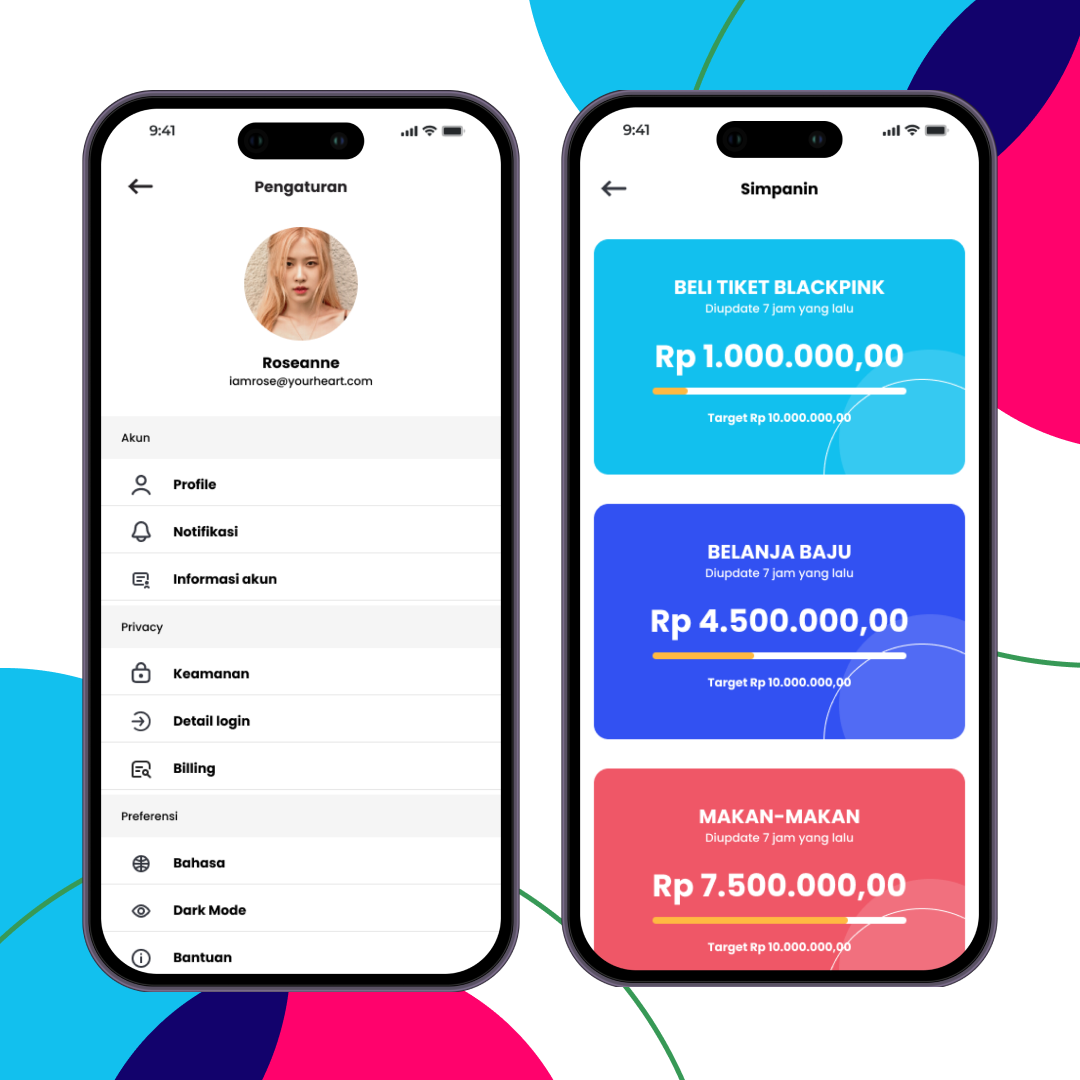 9:41
Pengaturan
Roseanne
iamrose@yourheart.com
Akun
Profile
Notifikasi
Informasi akun
Privacy
Keamanan
Detail login
Billing
Preferensi
Bahasa
Dark Mode
Bantuan
9:41
Simpanin
BELI TIKET BLACKPINK
Diupdate 7 jam yang lalu
Rp 1.000.000,00
Target Rp 10.000.000,00
BELANJA BAJU
Diupdate 7 jam yang lalu
Rp 4.500.000,00
Target Rp 10.000.000,00
MAKAN-MAKAN
Diupdate 7 jam yang lalu
Rp 7.500.000,00
Target Rp 10.000.000,00